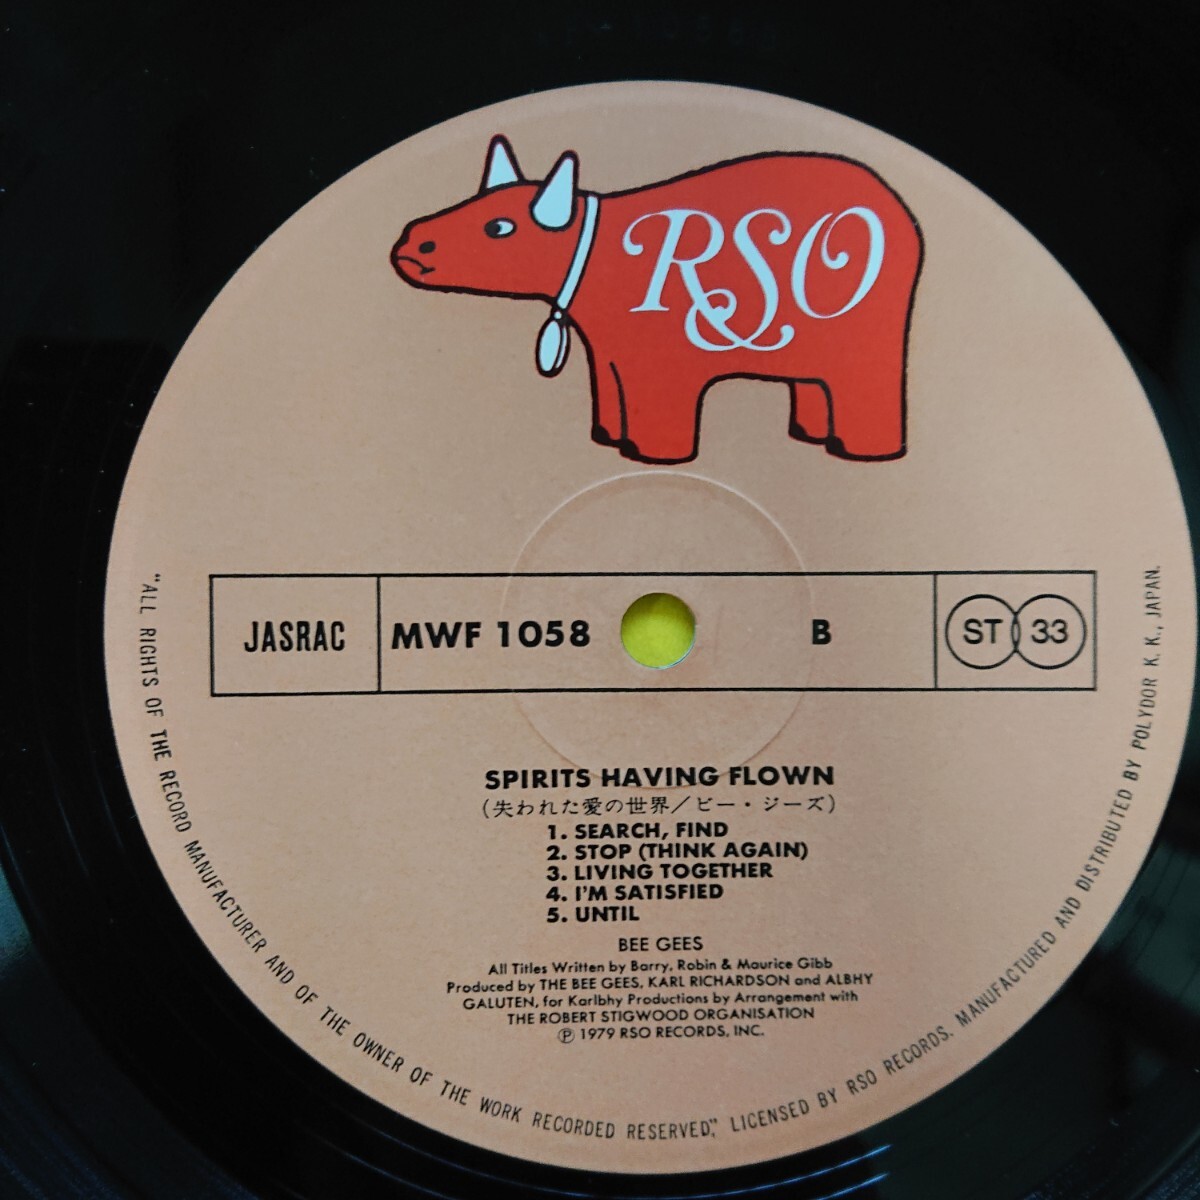 RSO
JASRAC
MWF 1058
B
ST 33
SPIRITS HAVING FLOWN
(失われた愛の世界/ビー・ジーズ)
1. SEARCH, FIND
2. STOP (THINK AGAIN)
3. LIVING TOGETHER
4. I'M SATISFIED
5. UNTIL
BEE GEES
All Titles Written by Barry, Robin & Maurice Gibb
Produced by THE BEE GEES, KARL RICHARDSON and ALBHY
GALUTEN, for Karlbhy Productions by Arrangement with
THE ROBERT STIGWOOD ORGANISATION
Ⓟ 1979 RSO RECORDS, INC.
"ALL RIGHTS OF THE RECORD MANUFACTURER AND OF THE OWNER OF THE WORK RECORDED RESERVED," LICENSED BY RSO RECORDS. MANUFACTURED AND DISTRIBUTED BY POLYDOR K. K., JAPAN.